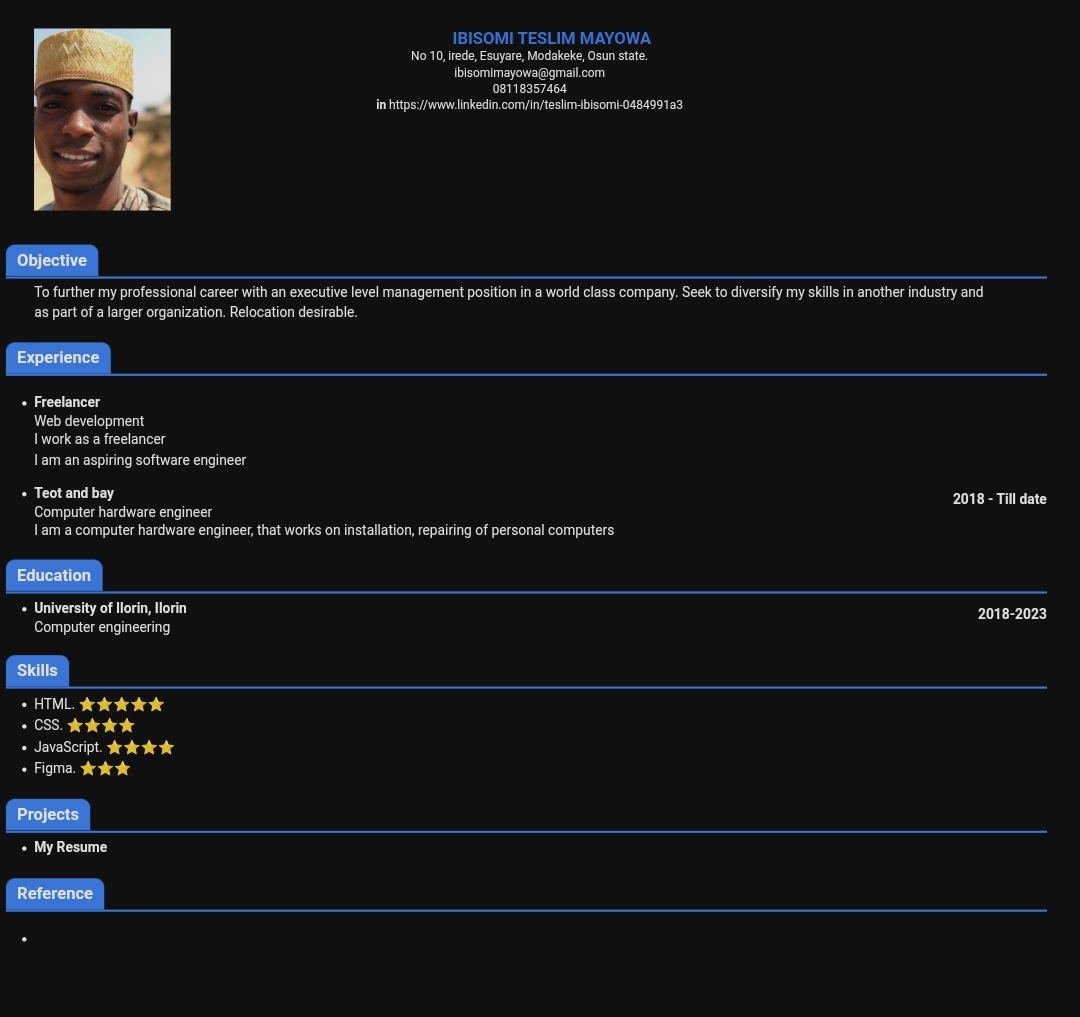 IBISOMI TESLIM MAYOWA
No 10, irede, Esuyare, Modakeke, Osun state.
ibisomimayowa@gmail.com
08118357464
in https://www.linkedin.com/in/teslim-ibisomi-0484991a3
Objective
To further my professional career with an executive level management position in a world class company. Seek to diversify my skills in another industry and
as part of a larger organization. Relocation desirable.
Experience
• Freelancer
Web development
I work as a freelancer
I am an aspiring software engineer
• Teot and bay
2018 - Till date
Computer hardware engineer
I am a computer hardware engineer, that works on installation, repairing of personal computers
Education
• University of Ilorin, Ilorin
2018-2023
Computer engineering
Skills
• HTML. ⭐⭐⭐⭐⭐
• CSS. ⭐⭐⭐⭐
• JavaScript. ⭐⭐⭐⭐
• Figma. ⭐⭐⭐
Projects
• My Resume
Reference
•